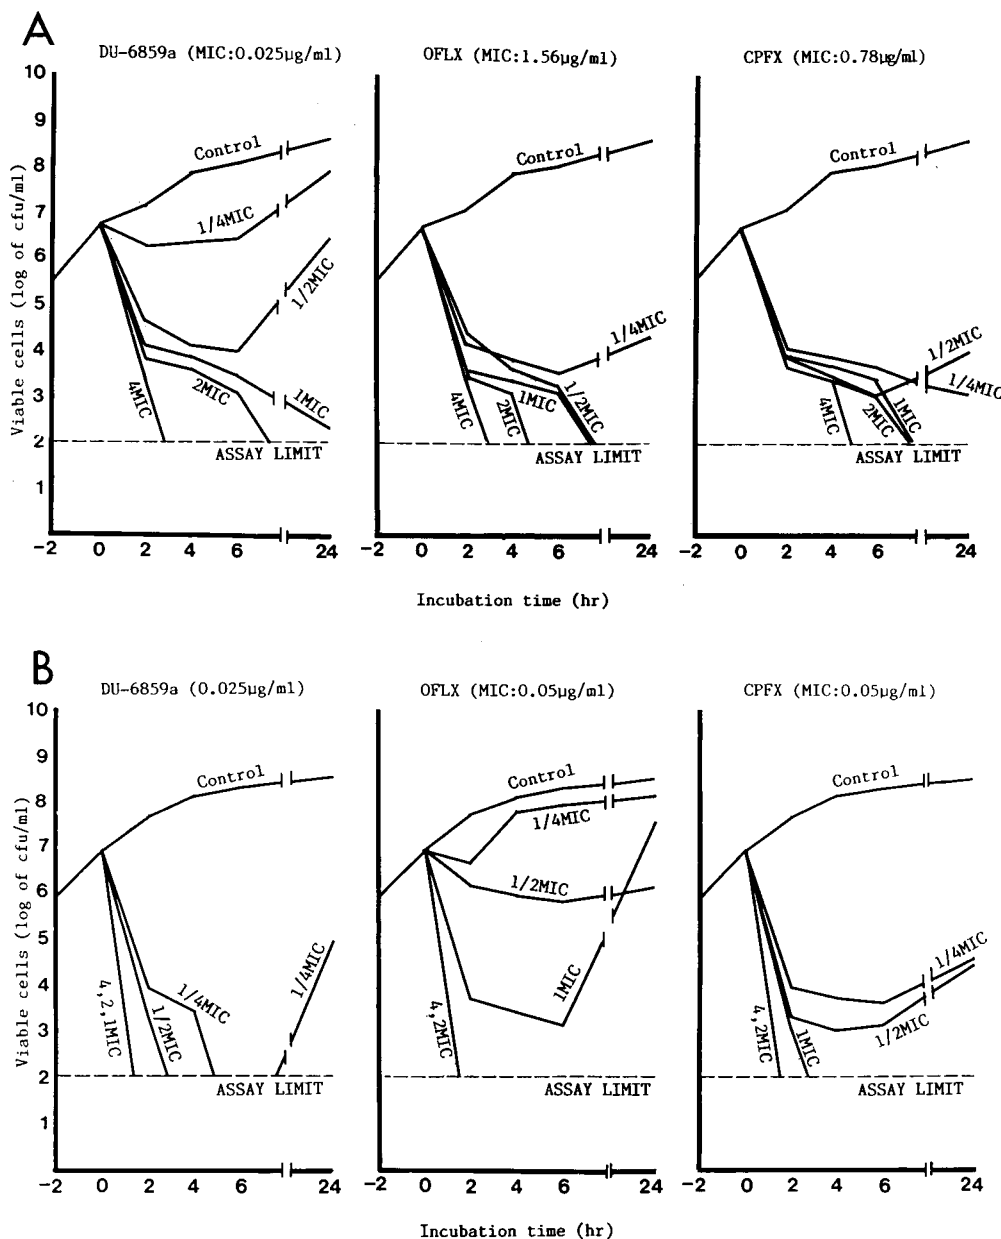 A
DU-6859a (MIC:0.025µg/ml)
OFLX (MIC:1.56µg/ml)
CPFX (MIC:0.78µg/ml)
Viable cells (log of cfu/ml)
10
9
8
7
6
5
4
3
2
1
Control
1/4MIC
1/2MIC
1MIC
2MIC
4MIC
ASSAY LIMIT
-2 0 2 4 6 24
Control
1/4MIC
1/2MIC
1MIC
2MIC
4MIC
ASSAY LIMIT
-2 0 2 4 6 24
Control
1/2MIC
1/4MIC
1MIC
2MIC
4MIC
ASSAY LIMIT
-2 0 2 4 6 24
Incubation time (hr)
B
DU-6859a (0.025µg/ml)
OFLX (MIC:0.05µg/ml)
CPFX (MIC:0.05µg/ml)
Viable cells (log of cfu/ml)
10
9
8
7
6
5
4
3
2
1
Control
4,2,1MIC
1/2MIC
1/4MIC
1/4MIC
ASSAY LIMIT
-2 0 2 4 6 24
Control
1/4MIC
1/2MIC
1MIC
4,2MIC
ASSAY LIMIT
-2 0 2 4 6 24
Control
1/4MIC
1/2MIC
1MIC
4,2MIC
ASSAY LIMIT
-2 0 2 4 6 24
Incubation time (hr)